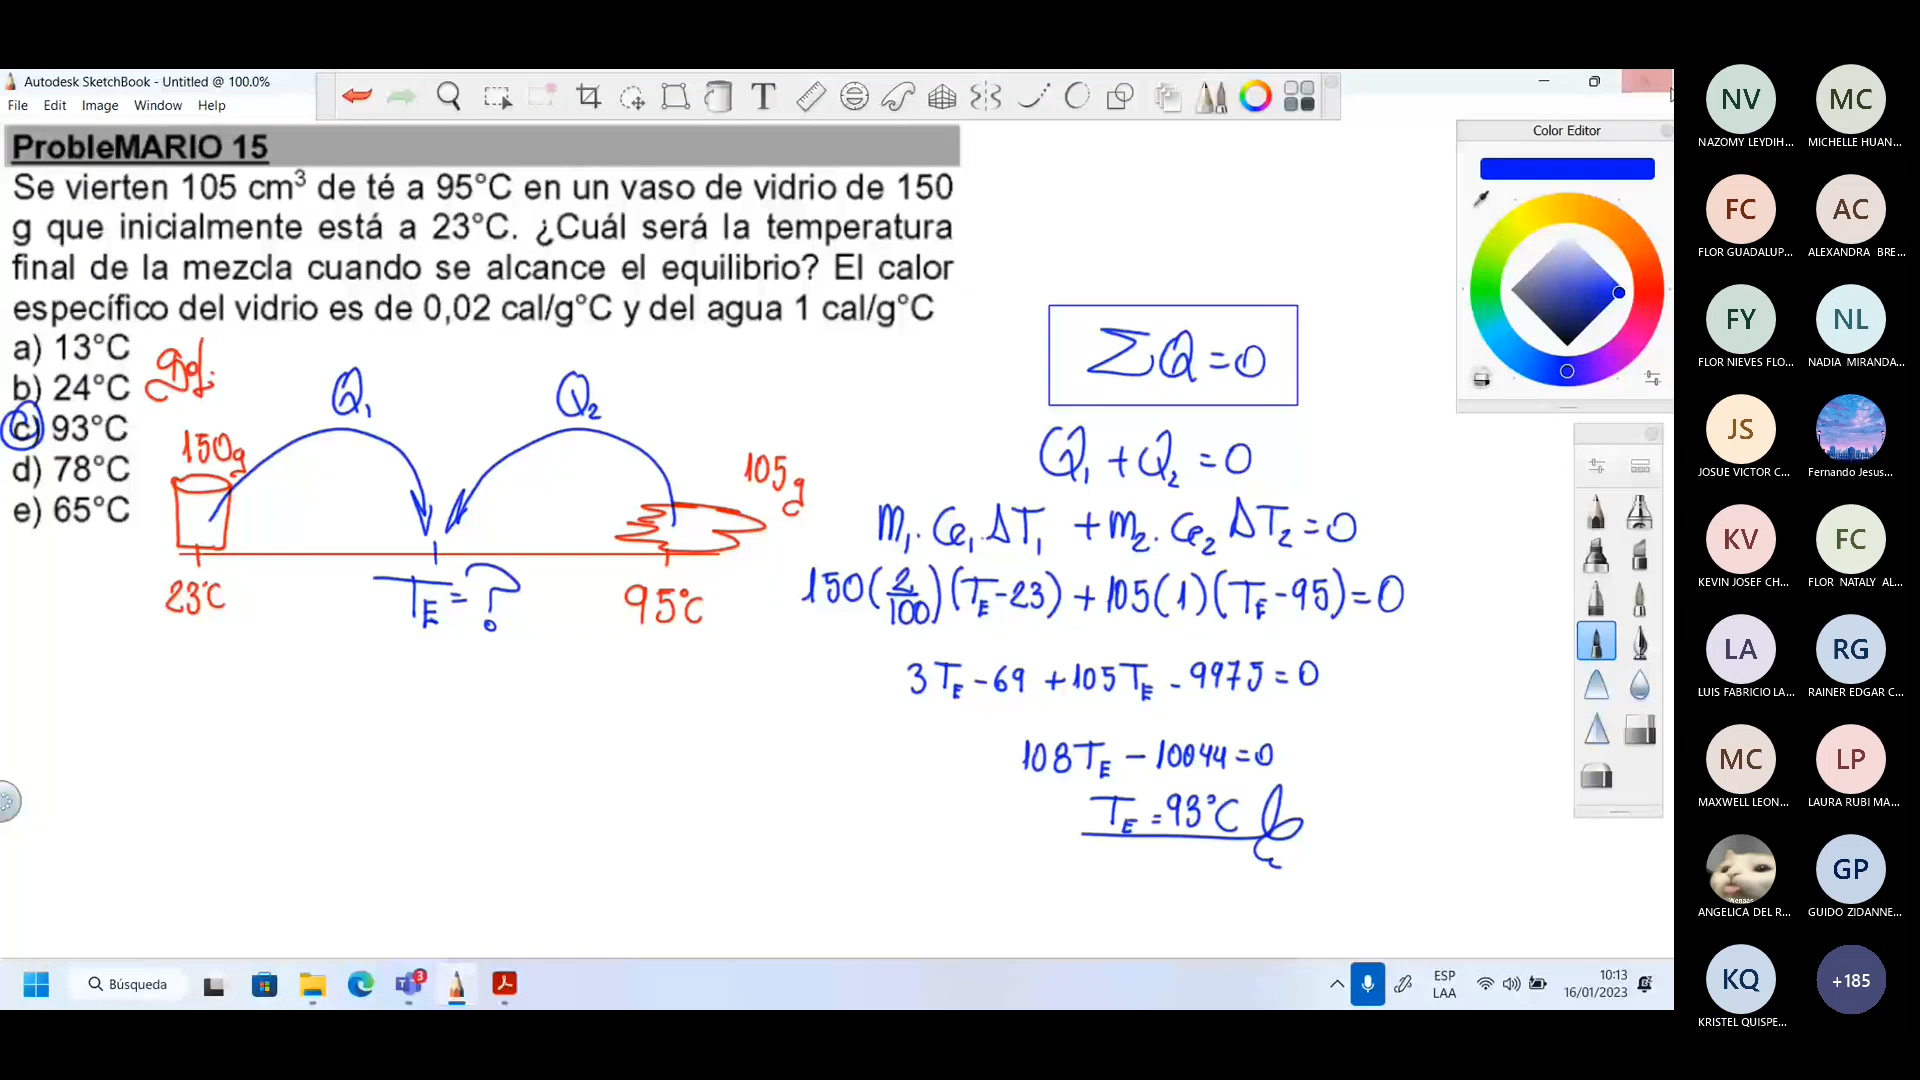 Autodesk SketchBook - Untitled @ 100.0%
File Edit Image Window Help
T
ProbleMARIO 15
Se vierten 105 cm³ de té a 95°C en un vaso de vidrio de 150
g que inicialmente está a 23°C. ¿Cuál será la temperatura
final de la mezcla cuando se alcance el equilibrio? El calor
específico del vidrio es de 0,02 cal/g°C y del agua 1 cal/g°C
a) 13°C
b) 24°C
c) 93°C
d) 78°C
e) 65°C
Sol:
Q₁ Q₂
150g
105g
23°C
T_E = ?
95°C
ΣQ = 0
Q₁ + Q₂ = 0
m₁. Ce₁. ΔT₁ + m₂. Ce₂ ΔT₂ = 0
150(2/100)(T_E - 23) + 105(1)(T_E - 95) = 0
3T_E - 69 + 105T_E - 9975 = 0
108T_E - 10044 = 0
T_E = 93°C
Color Editor
NV
NAZOMY LEYDIH...
MC
MICHELLE HUAN...
FC
FLOR GUADALUP...
AC
ALEXANDRA BRE...
FY
FLOR NIEVES FLO...
NL
NADIA MIRANDA...
JS
JOSUE VICTOR C...
Fernando Jesus...
KV
KEVIN JOSEF CH...
FC
FLOR NATALY AL...
LA
LUIS FABRICIO LA...
RG
RAINER EDGAR C...
MC
MAXWELL LEON...
LP
LAURA RUBI MA...
ANGELICA DEL R...
GP
GUIDO ZIDANNE...
KQ
KRISTEL QUISPE...
+185
Búsqueda
3
ESP
LAA
10:13
16/01/2023